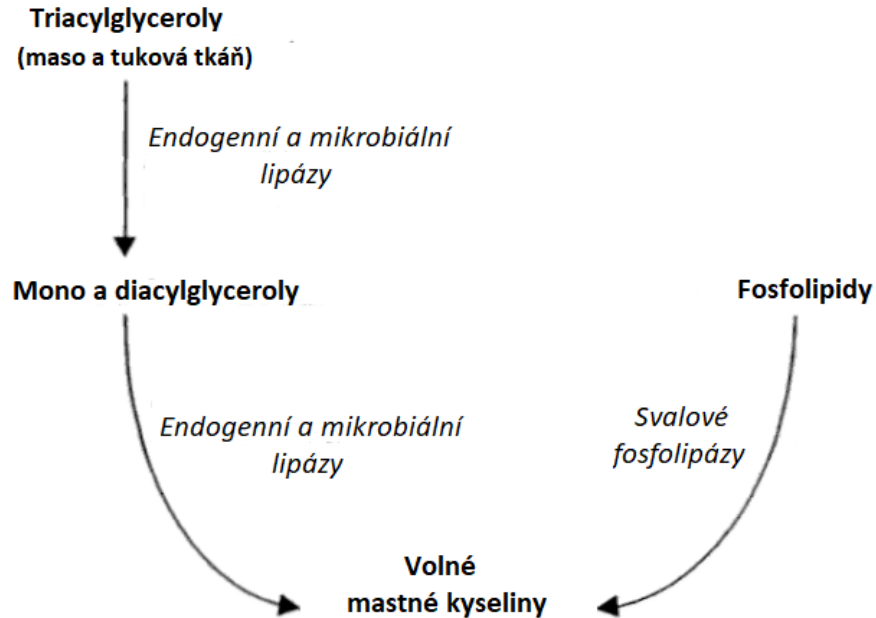 Triacylglyceroly
(maso a tuková tkáň)
Endogenní a mikrobiální
lipázy
Mono a diacylglyceroly
Fosfolipidy
Endogenní a mikrobiální
lipázy
Svalové
fosfolipázy
Volné
mastné kyseliny